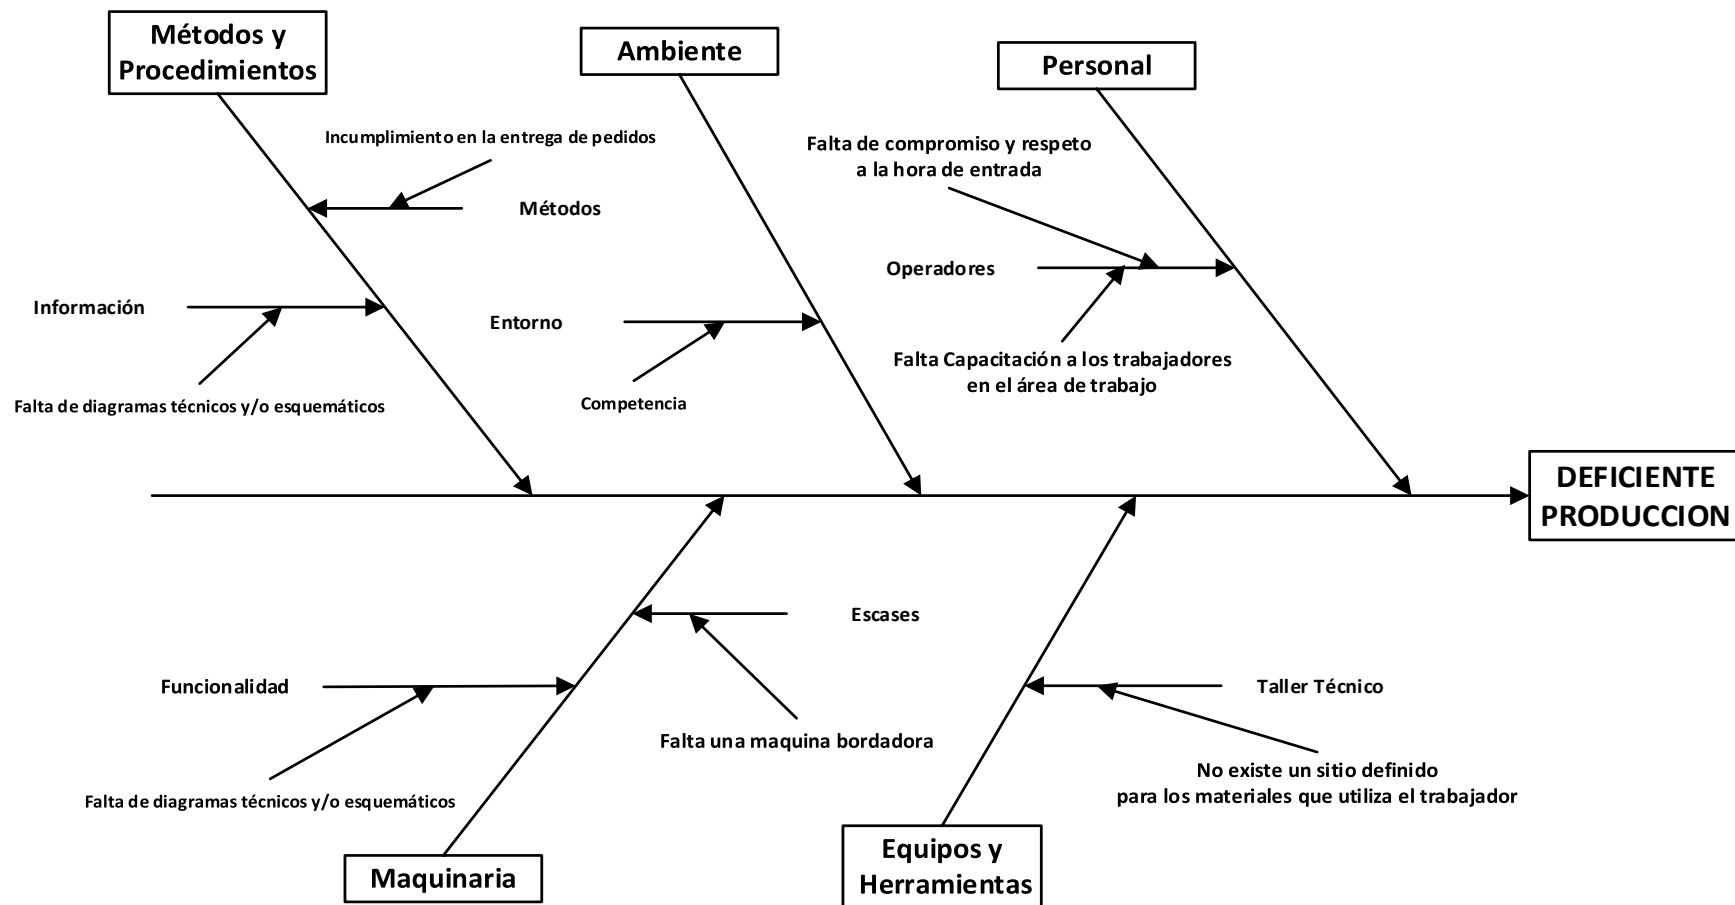 Métodos y
Procedimientos
Ambiente
Personal
Incumplimiento en la entrega de pedidos
Métodos
Falta de compromiso y respeto
a la hora de entrada
Operadores
Información
Entorno
Falta Capacitación a los trabajadores
en el área de trabajo
Falta de diagramas técnicos y/o esquemáticos
Competencia
DEFICIENTE
PRODUCCION
Escases
Funcionalidad
Taller Técnico
Falta una maquina bordadora
No existe un sitio definido
para los materiales que utiliza el trabajador
Falta de diagramas técnicos y/o esquemáticos
Maquinaria
Equipos y
Herramientas